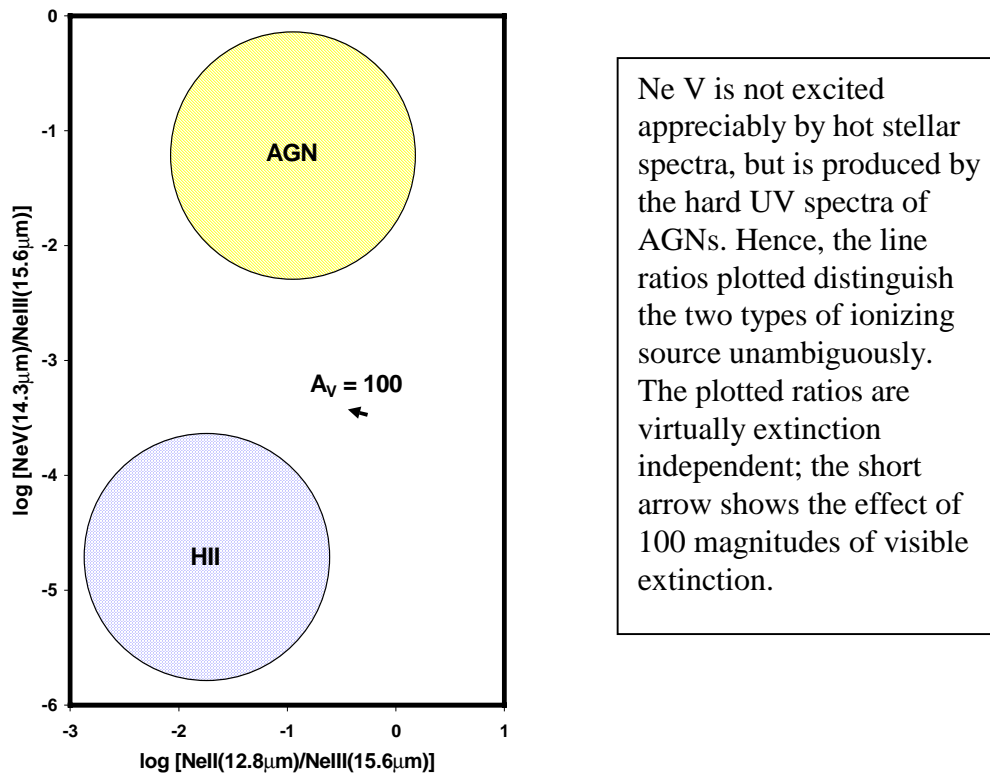 0
-1
-2
-3
-4
-5
-6
log [NeV(14.3μm)/NeIII(15.6μm)]
AGN
A_V = 100
HII
-3
-2
-1
0
1
log [NeII(12.8μm)/NeIII(15.6μm)]
Ne V is not excited
appreciably by hot stellar
spectra, but is produced by
the hard UV spectra of
AGNs. Hence, the line
ratios plotted distinguish
the two types of ionizing
source unambiguously.
The plotted ratios are
virtually extinction
independent; the short
arrow shows the effect of
100 magnitudes of visible
extinction.